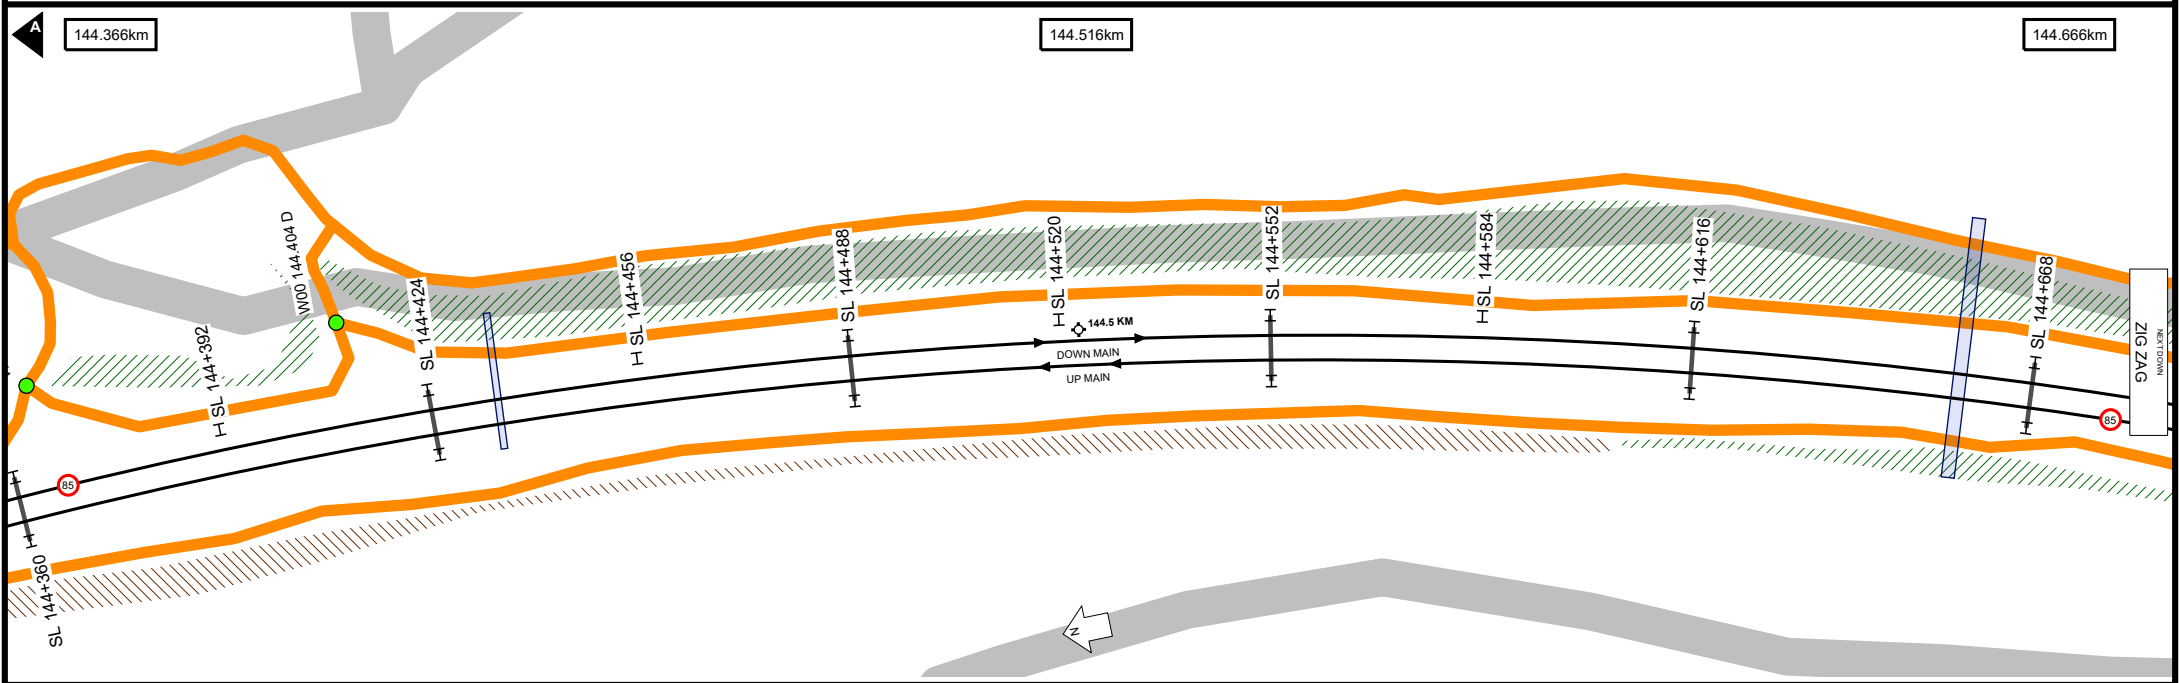 A
144.366km
144.516km
144.666km
W00 144.404 D
SL 144+360
SL 144+392
SL 144+424
SL 144+456
SL 144+488
SL 144+520
SL 144+552
SL 144+584
SL 144+616
SL 144+668
144.5 KM
DOWN MAIN
UP MAIN
85
85
ZIG ZAG
NEXT DOWN
N